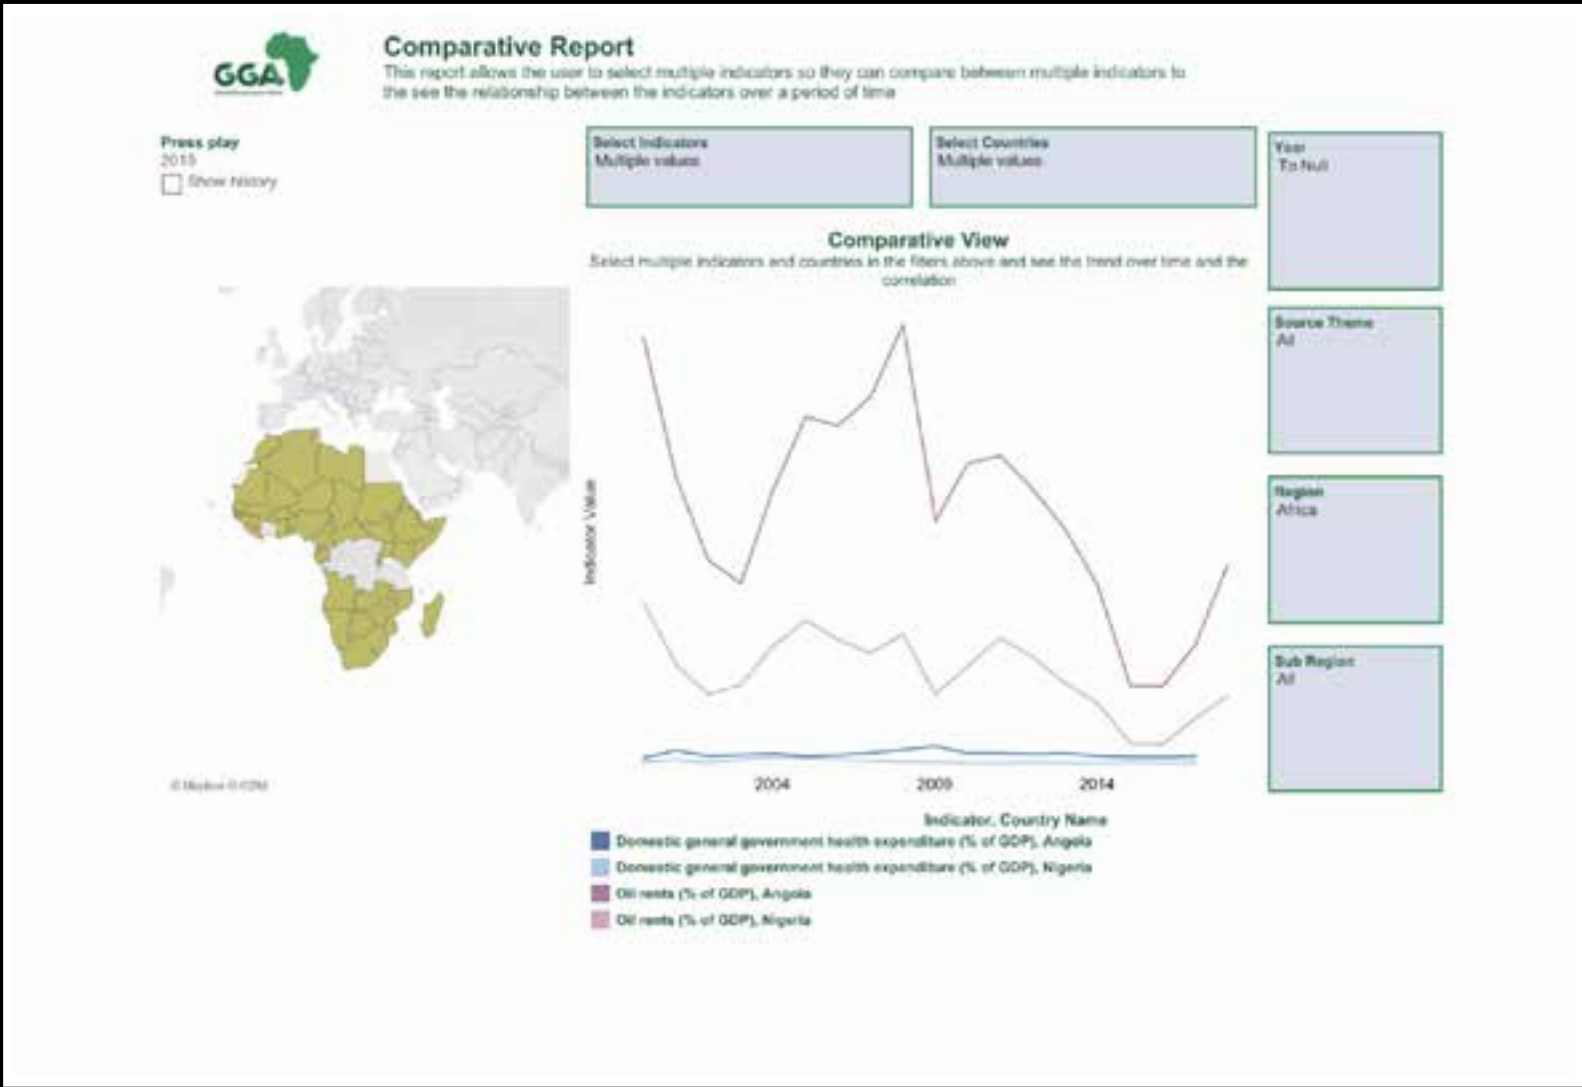 GGA
Comparative Report
This report allows the user to select multiple indicators so they can compare between multiple indicators to
the see the relationship between the indicators over a period of time
Press play
2015
Show history
Select Indicators
Multiple values
Select Countries
Multiple values
Year
To Null
Source Theme
All
Region
Africa
Sub Region
All
Comparative View
Select multiple indicators and countries in the filters above and see the trend over time and the
correlation
Indicator Value
2004 2009 2014
Indicator, Country Name
Domestic general government health expenditure (% of GDP), Angola
Domestic general government health expenditure (% of GDP), Nigeria
Oil rents (% of GDP), Angola
Oil rents (% of GDP), Nigeria